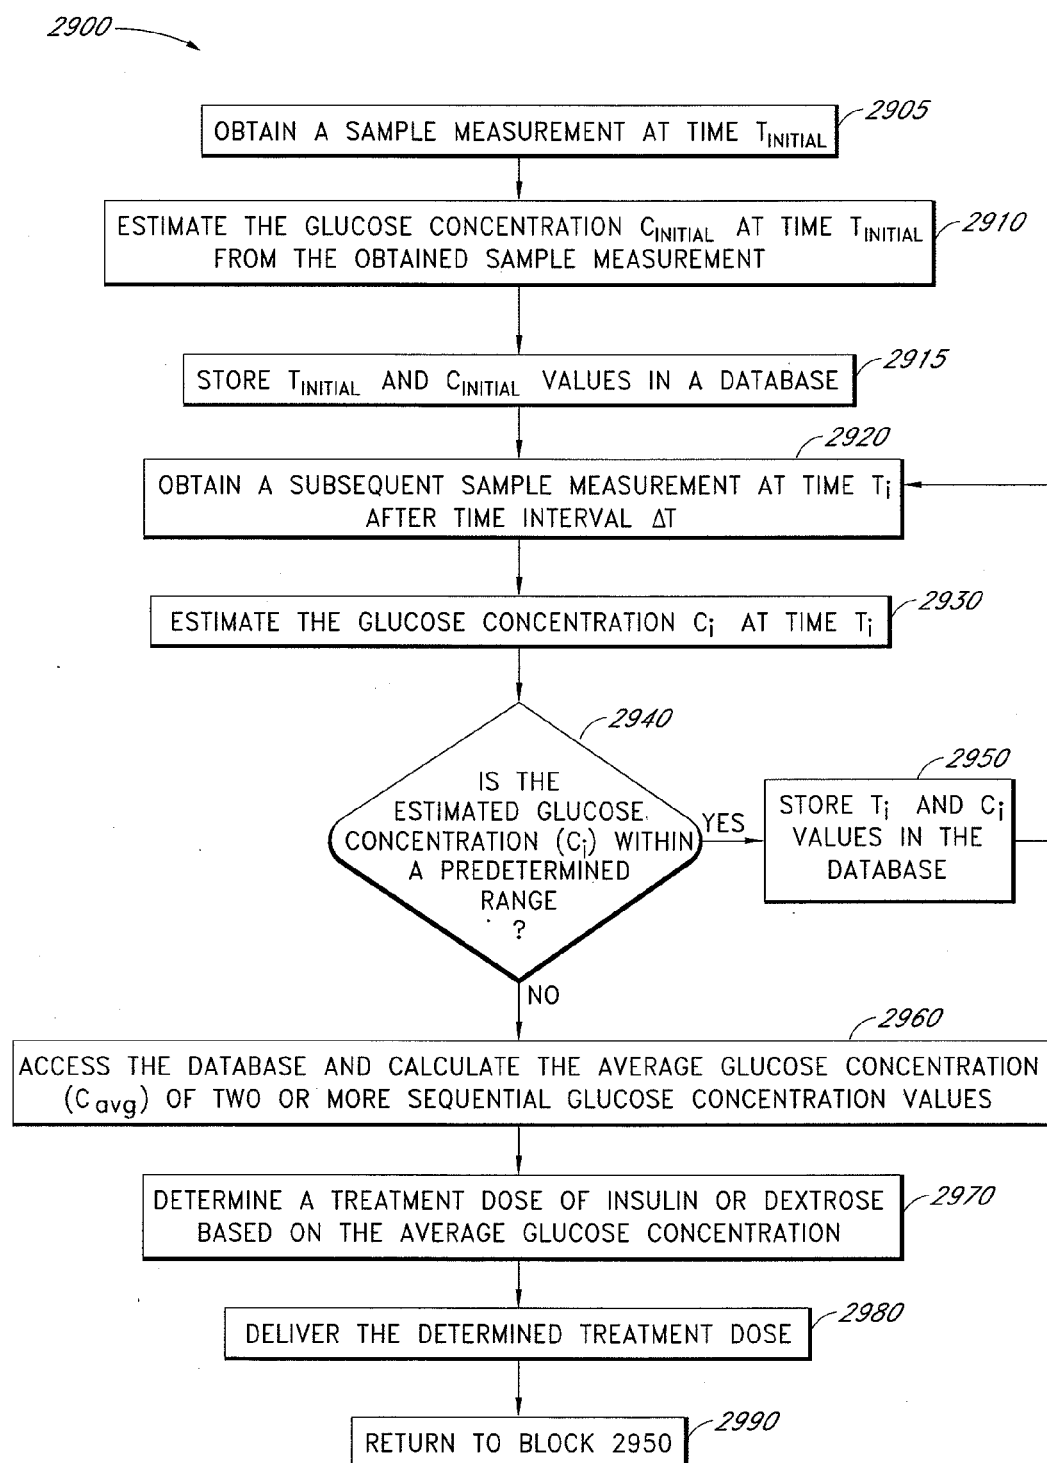 2900
2905
OBTAIN A SAMPLE MEASUREMENT AT TIME TINITIAL
2910
ESTIMATE THE GLUCOSE CONCENTRATION CINITIAL AT TIME TINITIAL
FROM THE OBTAINED SAMPLE MEASUREMENT
2915
STORE TINITIAL AND CINITIAL VALUES IN A DATABASE
2920
OBTAIN A SUBSEQUENT SAMPLE MEASUREMENT AT TIME Ti
AFTER TIME INTERVAL ΔT
2930
ESTIMATE THE GLUCOSE CONCENTRATION Ci AT TIME Ti
2940
IS THE
ESTIMATED GLUCOSE
CONCENTRATION (Ci) WITHIN
A PREDETERMINED
RANGE
?
YES
2950
STORE Ti AND Ci
VALUES IN THE
DATABASE
NO
2960
ACCESS THE DATABASE AND CALCULATE THE AVERAGE GLUCOSE CONCENTRATION
(Cavg) OF TWO OR MORE SEQUENTIAL GLUCOSE CONCENTRATION VALUES
2970
DETERMINE A TREATMENT DOSE OF INSULIN OR DEXTROSE
BASED ON THE AVERAGE GLUCOSE CONCENTRATION
2980
DELIVER THE DETERMINED TREATMENT DOSE
2990
RETURN TO BLOCK 2950